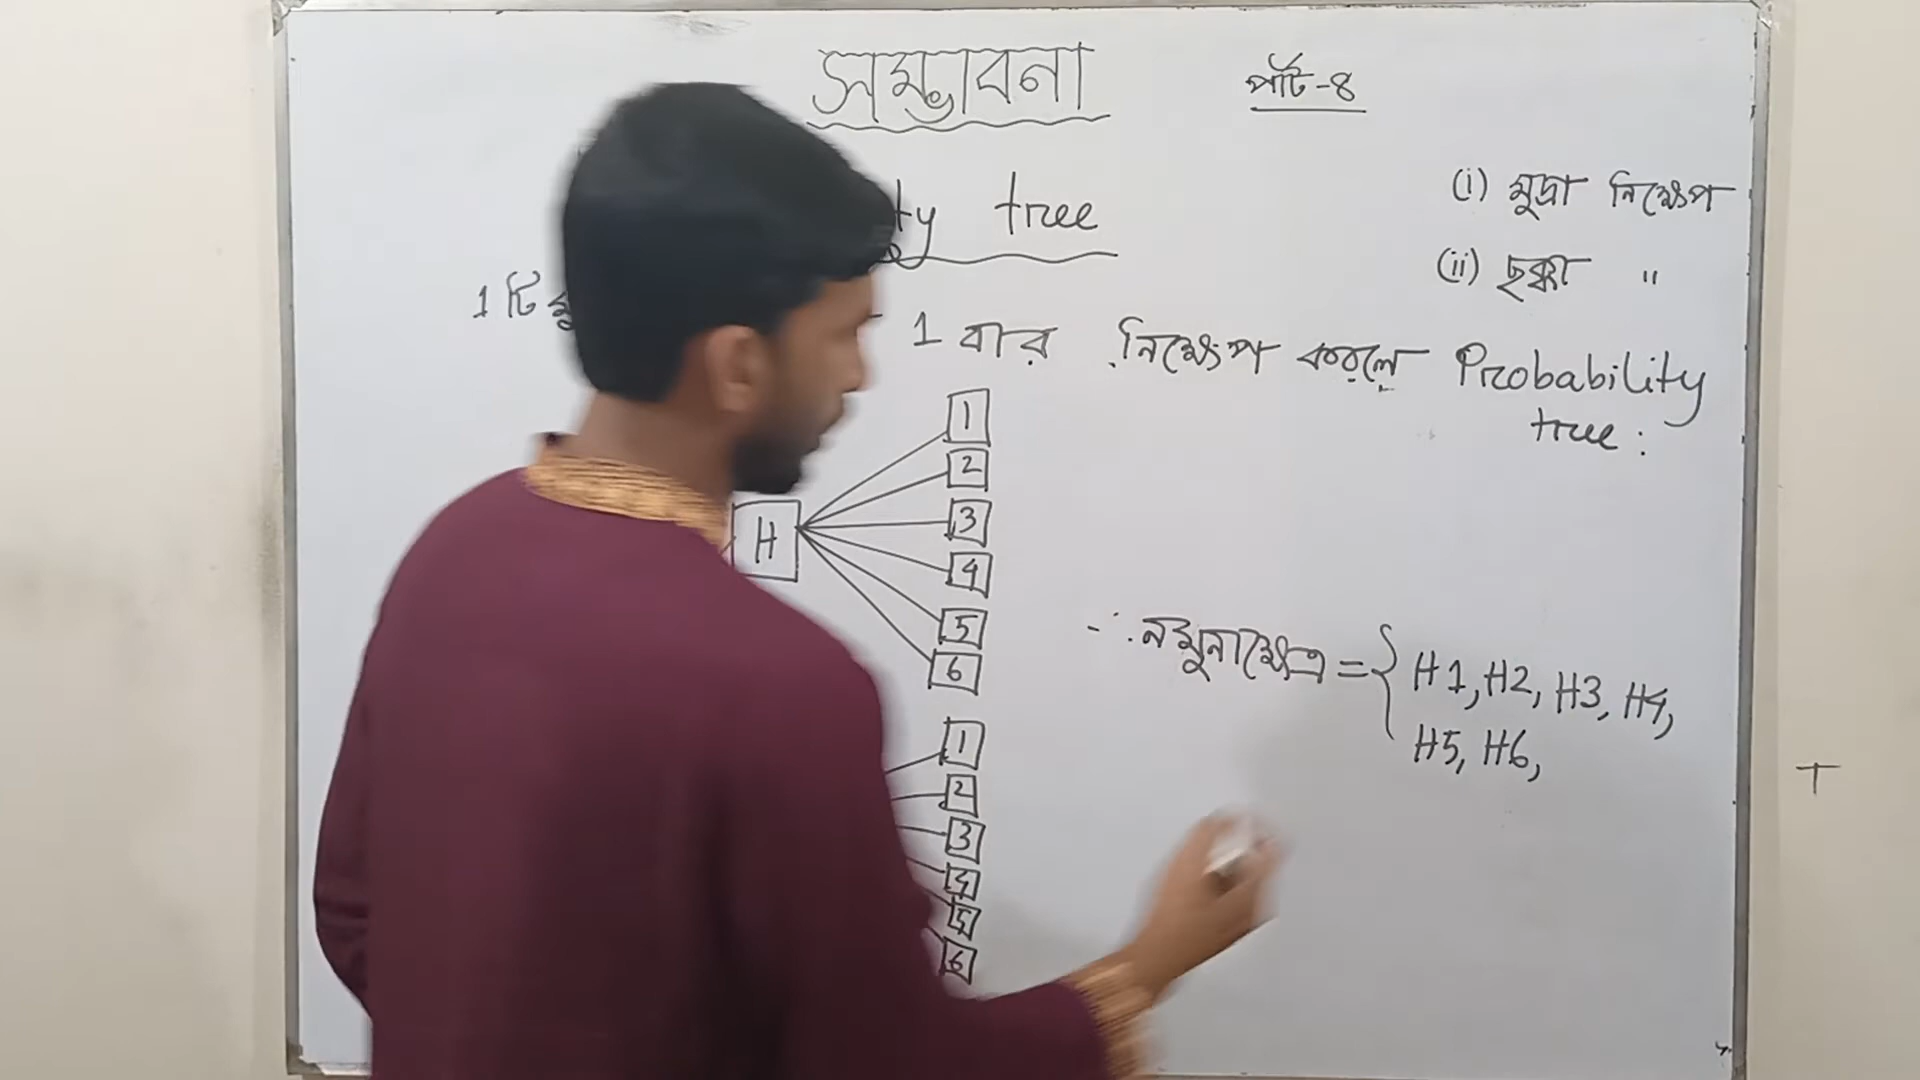 সম্ভাবনা
পার্ট-৪
tree
(i) মুদ্রা নিক্ষেপ
(ii) ছক্কা "
1 টি
1 বার নিক্ষেপ করলে Probability
tree:
1
2
3
H
4
5
6
∴ নমুনাক্ষেত্র = { H1, H2, H3, H4,
H5, H6,
1
2
3
4
5
6
T